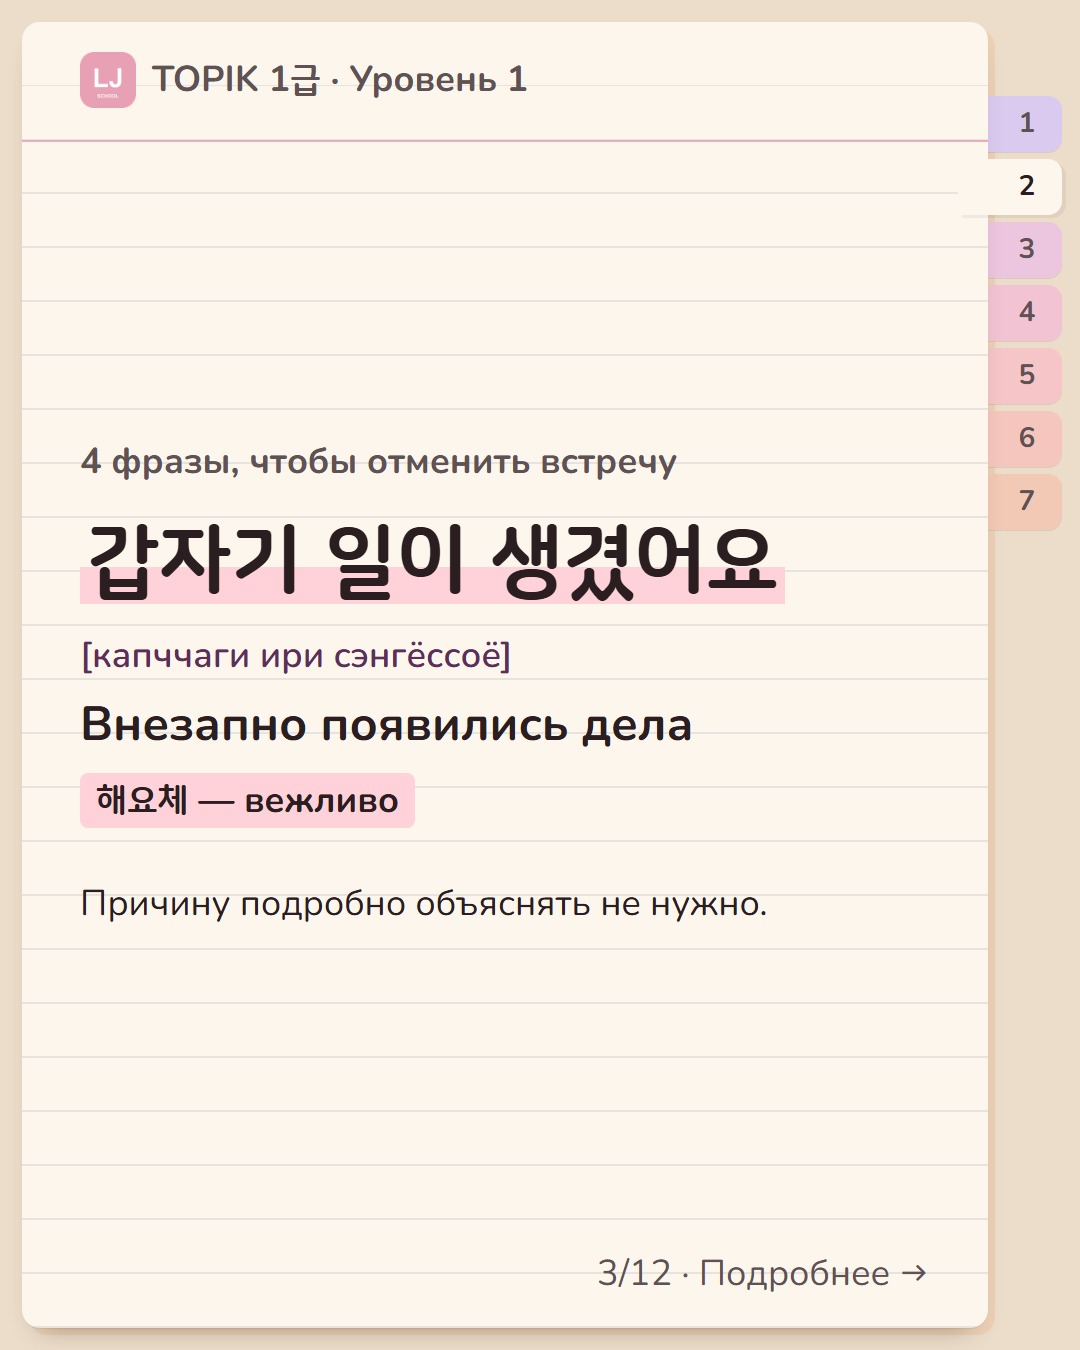 LJ
SCHOOL
TOPIK 1급 · Уровень 1
1
2
3
4
5
6
7
4 фразы, чтобы отменить встречу
갑자기 일이 생겼어요
[капччаги ири сэнгёссоё]
Внезапно появились дела
해요체 — вежливо
Причину подробно объяснять не нужно.
3/12 · Подробнее →